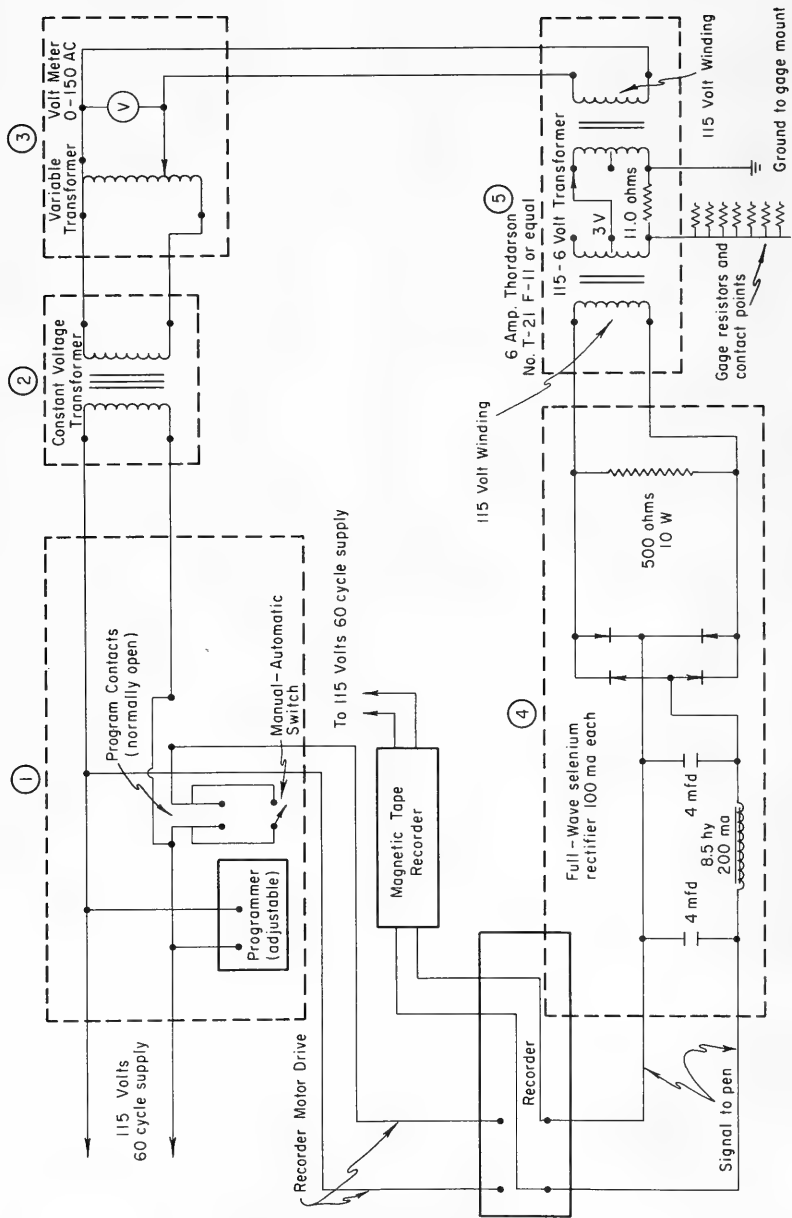 1
115 Volts
60 cycle supply
Program Contacts
(normally open)
Manual-Automatic
Switch
Programmer
(adjustable)
2
Constant Voltage
Transformer
3
Variable
Transformer
Volt Meter
0-150 AC
V
To 115 Volts 60 cycle supply
Magnetic Tape
Recorder
Recorder Motor Drive
Recorder
Signal to pen
4
Full-Wave selenium
rectifier 100 ma each
4 mfd
4 mfd
8.5 hy
200 ma
500 ohms
10 W
115 Volt Winding
5
6 Amp. Thordarson
No. T-21 F-11 or equal
115-6 Volt Transformer
3 V
11.0 ohms
115 Volt Winding
Gage resistors and
contact points
Ground to gage mount